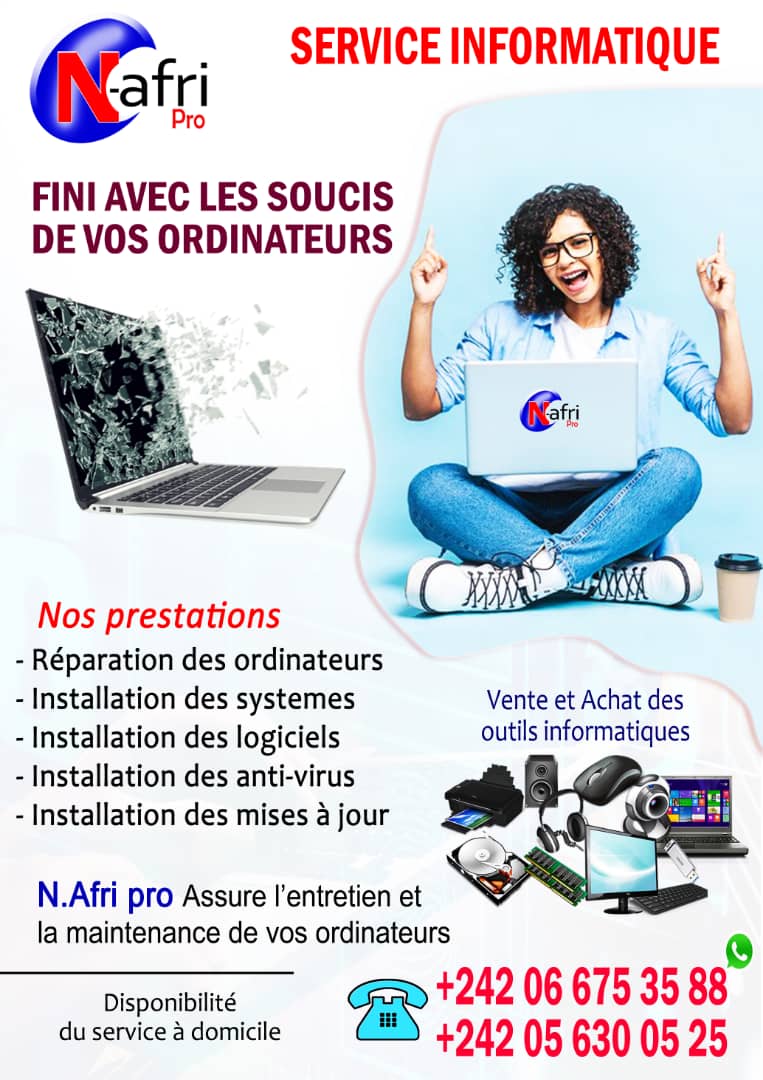 N-afri
Pro
SERVICE INFORMATIQUE
FINI AVEC LES SOUCIS
DE VOS ORDINATEURS
N-afri
Pro
Nos prestations
- Réparation des ordinateurs
- Installation des systemes
- Installation des logiciels
- Installation des anti-virus
- Installation des mises à jour
Vente et Achat des
outils informatiques
N.Afri pro Assure l'entretien et
la maintenance de vos ordinateurs
Disponibilité
du service à domicile
+242 06 675 35 88
+242 05 630 05 25